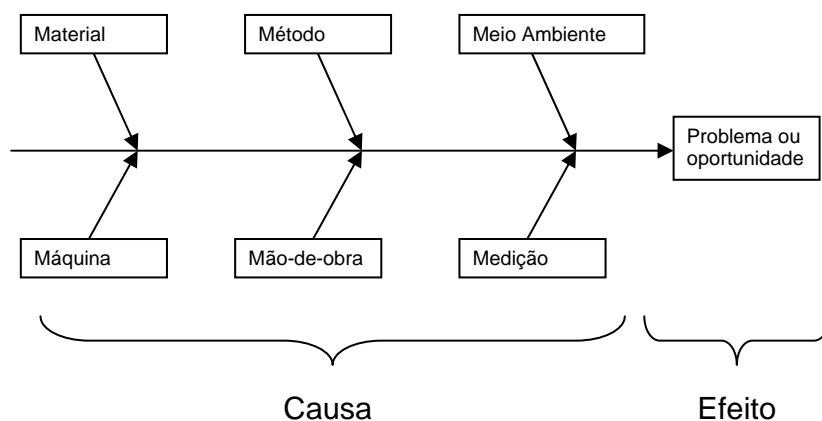 Material
Método
Meio Ambiente
Problema ou
oportunidade
Máquina
Mão-de-obra
Medição
Causa
Efeito